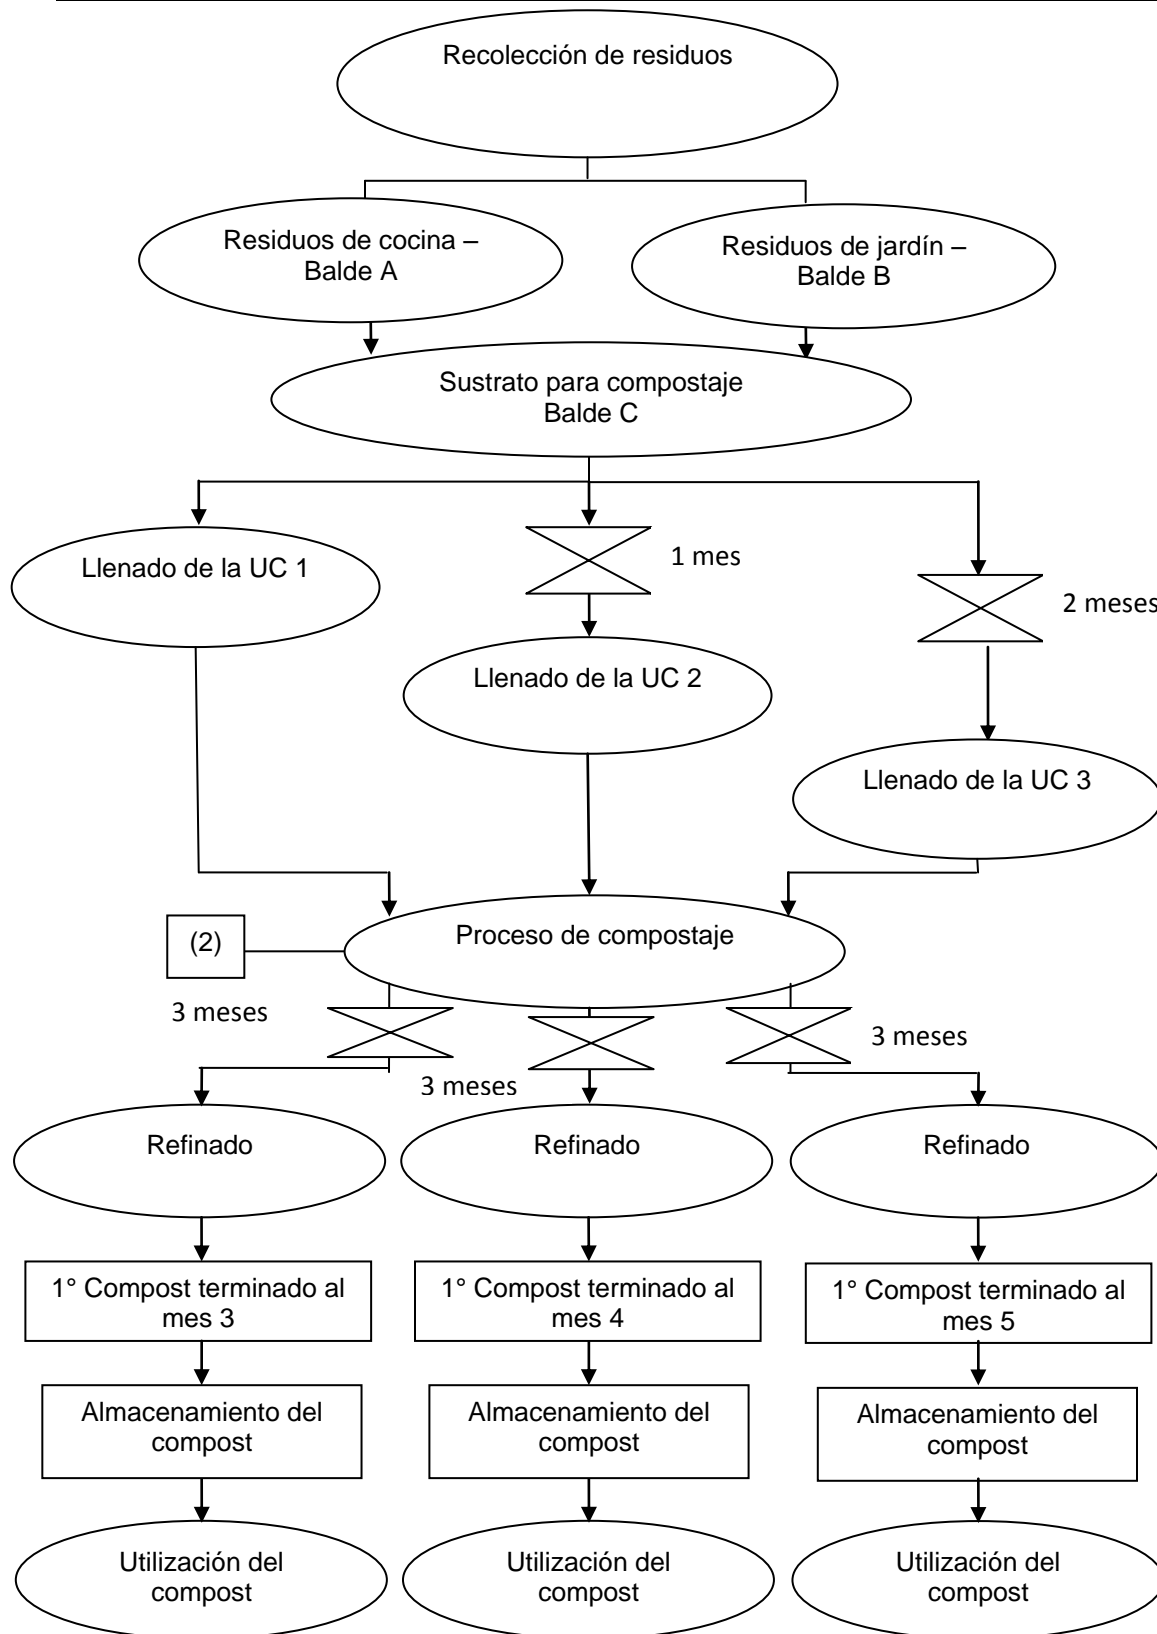 Recolección de residuos
Residuos de cocina –
Balde A
Residuos de jardín –
Balde B
Sustrato para compostaje
Balde C
Llenado de la UC 1
1 mes
2 meses
Llenado de la UC 2
Llenado de la UC 3
(2)
Proceso de compostaje
3 meses
3 meses
3 meses
Refinado
Refinado
Refinado
1° Compost terminado al
mes 3
1° Compost terminado al
mes 4
1° Compost terminado al
mes 5
Almacenamiento del
compost
Almacenamiento del
compost
Almacenamiento del
compost
Utilización del
compost
Utilización del
compost
Utilización del
compost